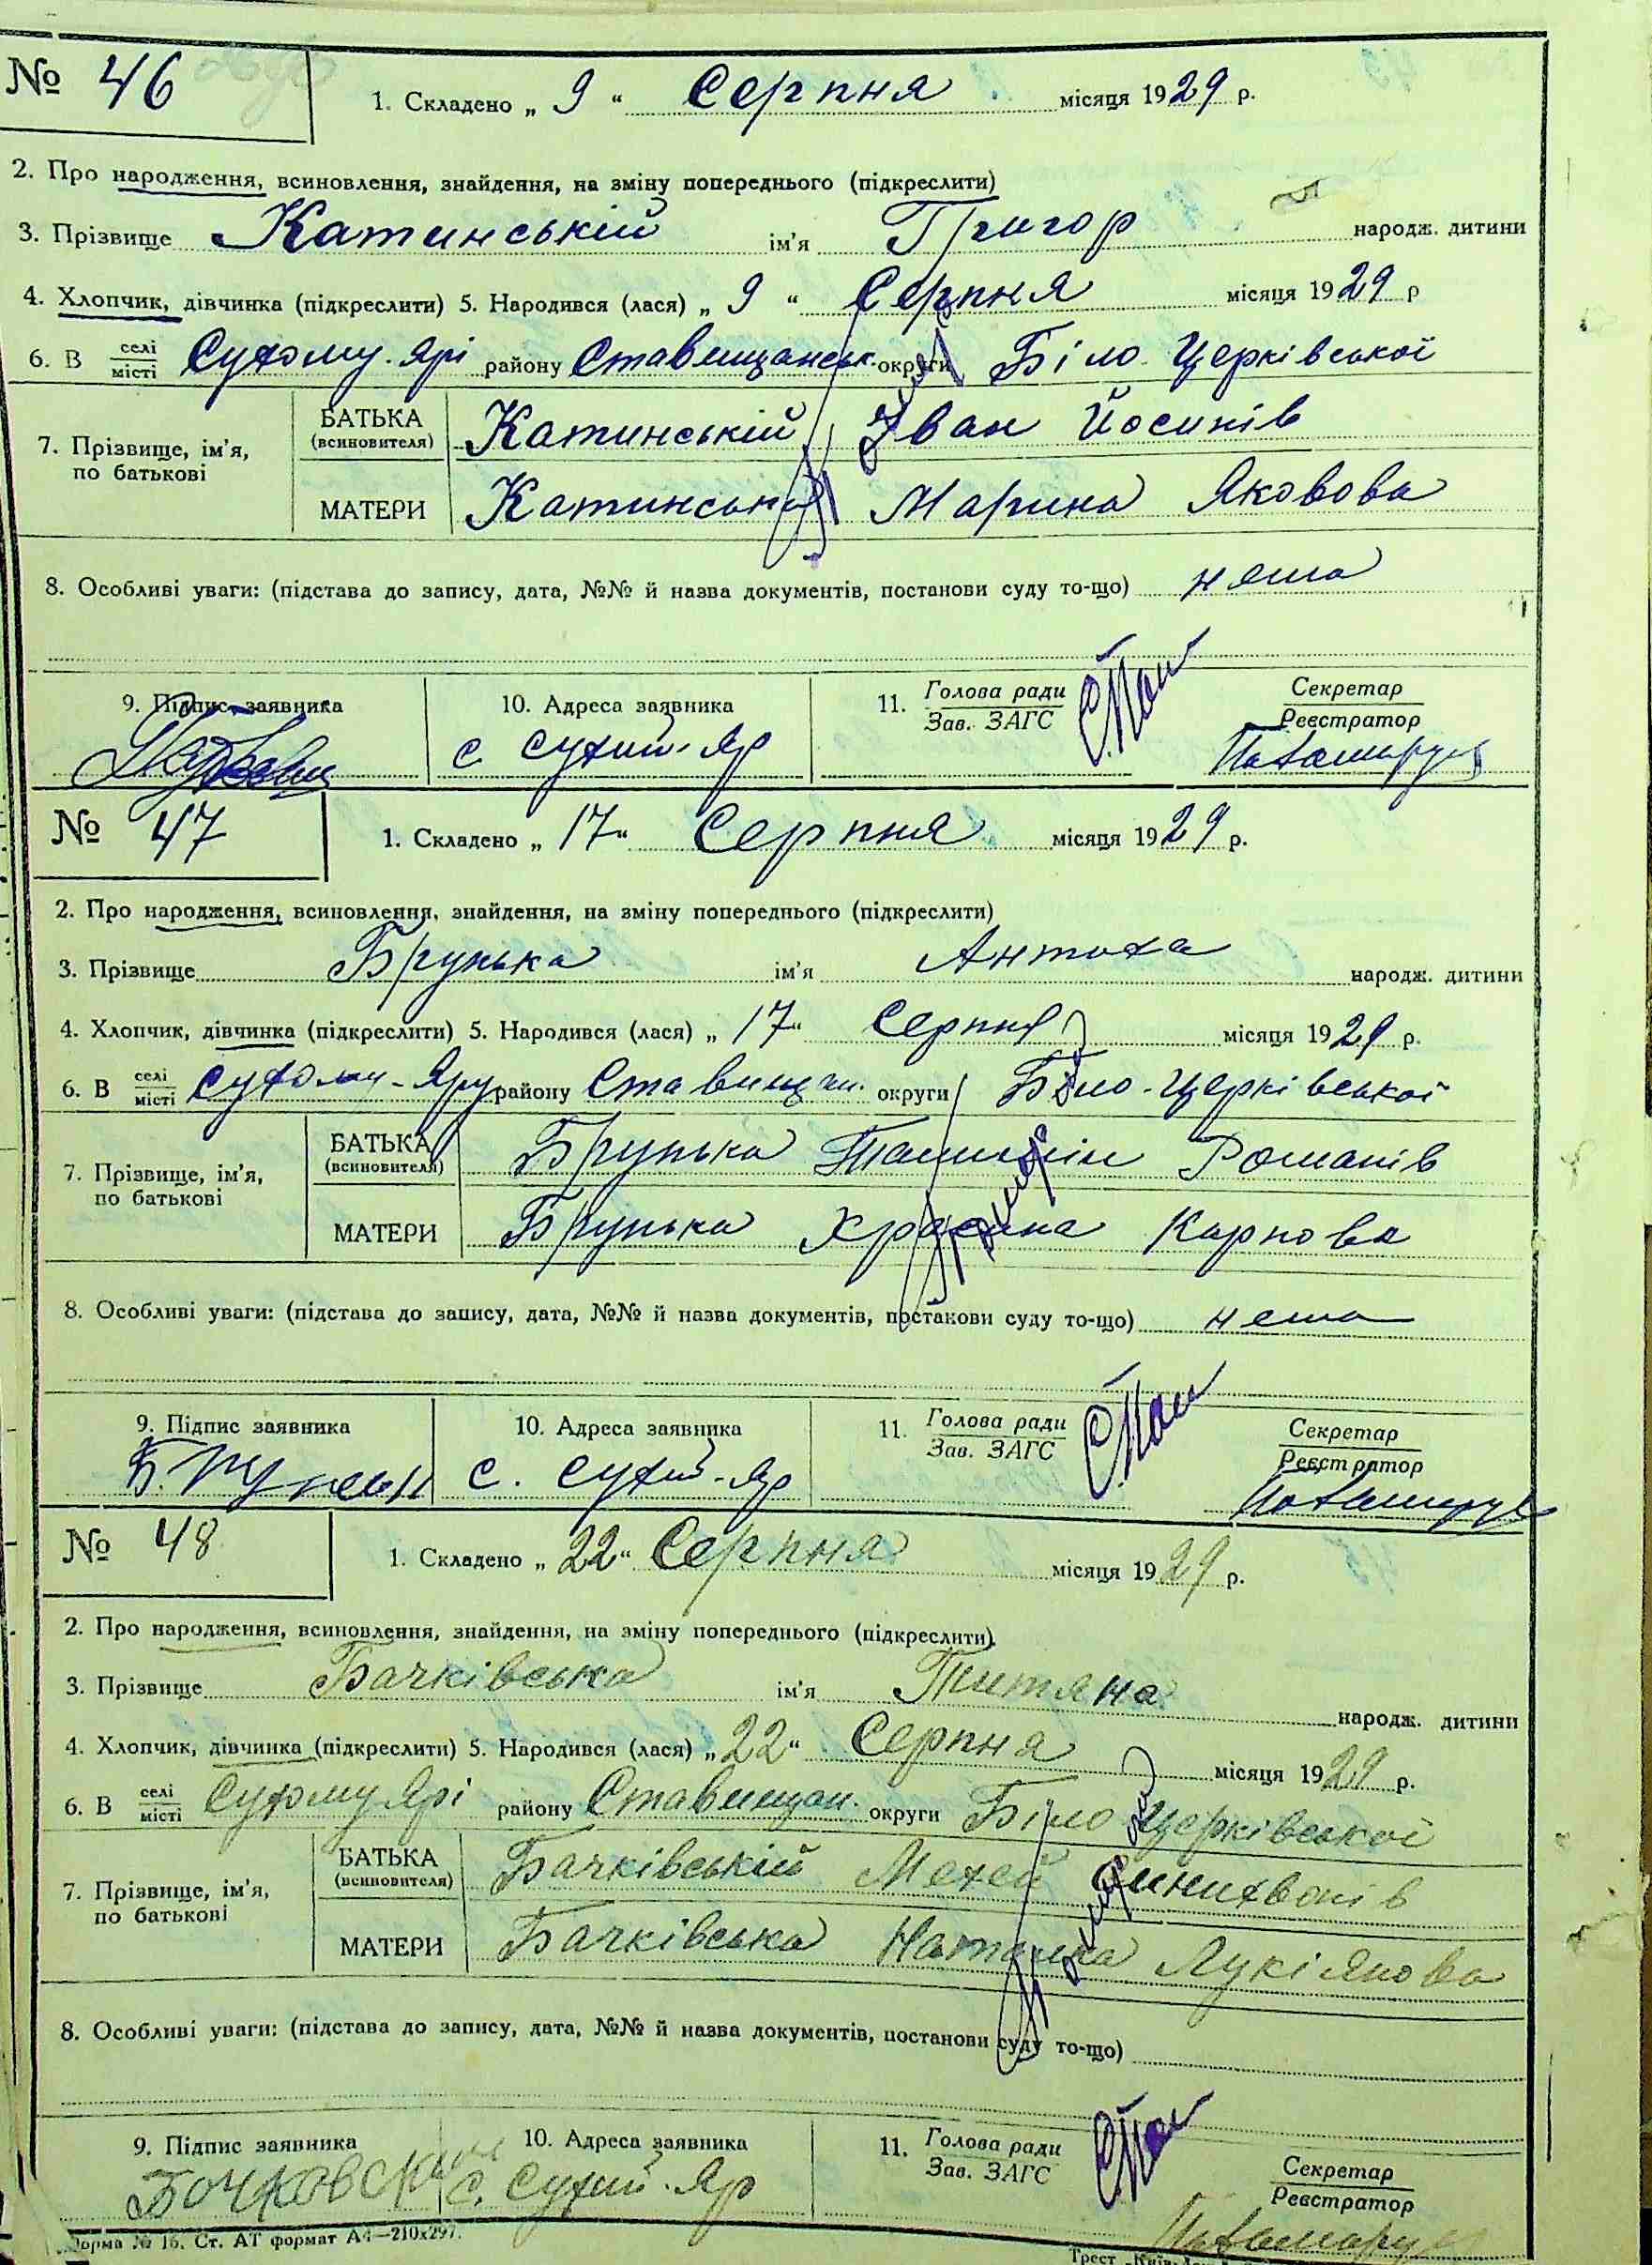 № 46
1. Складено „ 9 “ Серпня місяця 1929 р.
2. Про народження, всиновлення, знайдення, на зміну попереднього (підкреслити)
3. Прізвище Катинській ім'я Григор народж. дитини
4. Хлопчик, дівчинка (підкреслити) 5. Народився (лася) „ 9 “ Серпня місяця 1929 р
6. В селі місті Сухому-Ярі району Ставищанськ. округи Біло-Церківської
7. Прізвище, ім'я, по батькові
БАТЬКА (всиновителя) Катинській Іван Йосипів
МАТЕРИ Катинська Марина Яковова
8. Особливі уваги: (підстава до запису, дата, №№ й назва документів, постанови суду то-що) нема
9. Підпис заявника 10. Адреса заявника 11. Голова ради Зав. ЗАГС Секретар Реєстратор
с. Сухий-Яр
№ 47
1. Складено „ 17 “ Серпня місяця 1929 р.
2. Про народження, всиновлення, знайдення, на зміну попереднього (підкреслити)
3. Прізвище Брунька ім'я Антоха народж. дитини
4. Хлопчик, дівчинка (підкреслити) 5. Народився (лася) „ 17 “ Серпня місяця 1929 р.
6. В селі місті Сухому-Яру району Ставищан. округи Біло-Церківської
7. Прізвище, ім'я, по батькові
БАТЬКА (всиновителя) Брунька Романів
МАТЕРИ Брунька Карпова
8. Особливі уваги: (підстава до запису, дата, №№ й назва документів, постанови суду то-що) нема
9. Підпис заявника 10. Адреса заявника 11. Голова ради Зав. ЗАГС Секретар Реєстратор
с. Сухий-Яр
№ 48
1. Складено „ 22 “ Серпня місяця 1929 р.
2. Про народження, всиновлення, знайдення, на зміну попереднього (підкреслити)
3. Прізвище Бачківська ім'я Титяна народж. дитини
4. Хлопчик, дівчинка (підкреслити) 5. Народився (лася) „ 22 “ Серпня місяця 1929 р.
6. В селі місті Сухому Ярі району Ставищан. округи Біло Церківської
7. Прізвище, ім'я, по батькові
БАТЬКА (всиновителя) Бачківській Мехей
МАТЕРИ Бачківська Наталка Лукіянова
8. Особливі уваги: (підстава до запису, дата, №№ й назва документів, постанови суду то-що)
9. Підпис заявника 10. Адреса заявника 11. Голова ради Зав. ЗАГС Секретар Реєстратор
с. Сухий-Яр
Форма № 16. Ст. АТ формат А4—210х297.
Трест